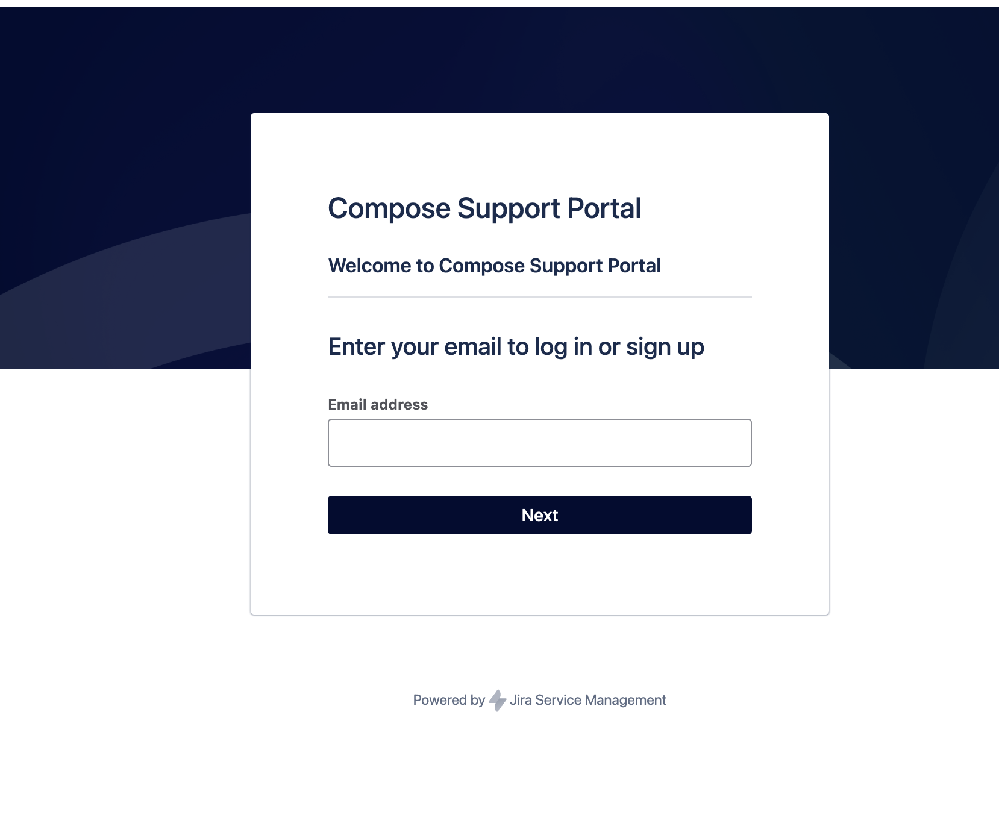 Compose Support Portal
Welcome to Compose Support Portal
Enter your email to log in or sign up
Email address
Next
Powered by Jira Service Management